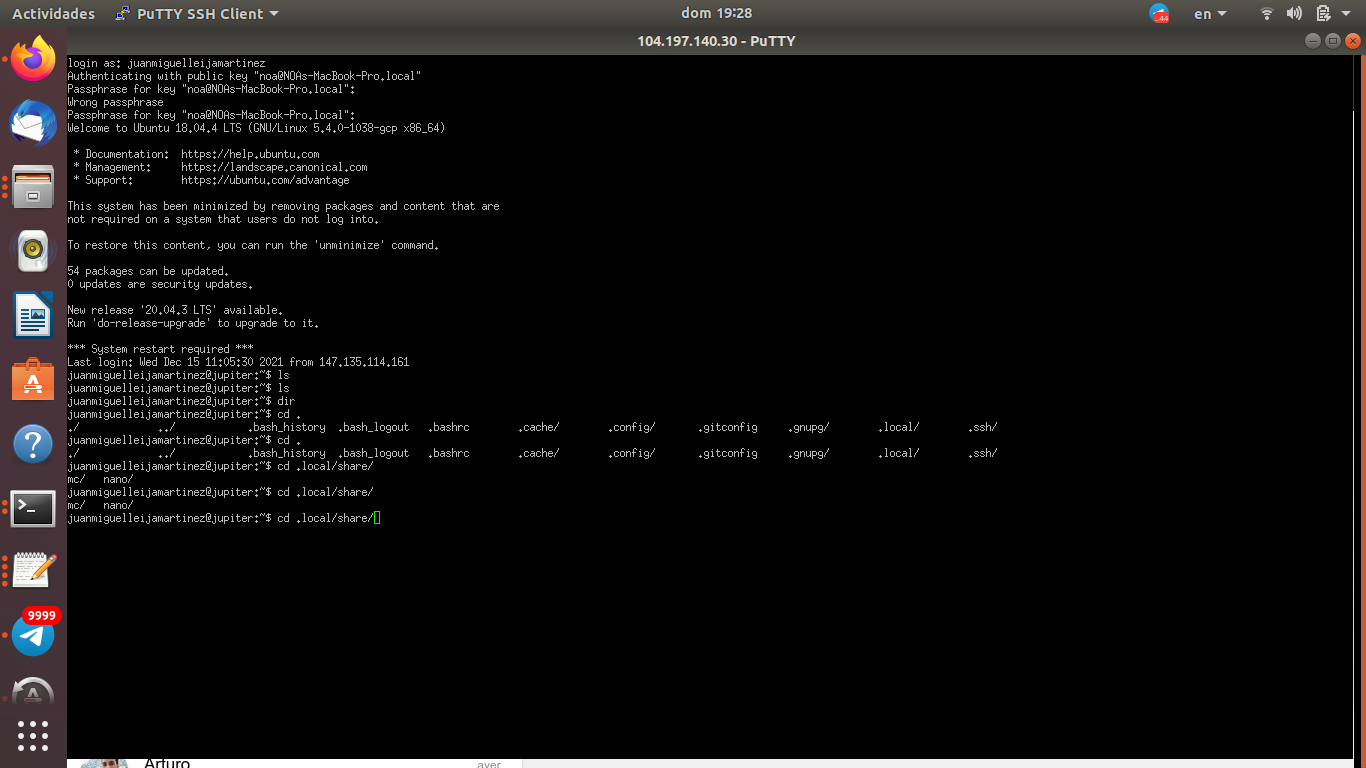 Actividades PuTTY SSH Client dom 19:28 44 en
104.197.140.30 - PuTTY
login as: juanmiguelleijamartinez
Authenticating with public key "noa@NOAs-MacBook-Pro.local"
Passphrase for key "noa@NOAs-MacBook-Pro.local":
Wrong passphrase
Passphrase for key "noa@NOAs-MacBook-Pro.local":
Welcome to Ubuntu 18.04.4 LTS (GNU/Linux 5.4.0-1038-gcp x86_64)
* Documentation: https://help.ubuntu.com
* Management: https://landscape.canonical.com
* Support: https://ubuntu.com/advantage
This system has been minimized by removing packages and content that are
not required on a system that users do not log into.
To restore this content, you can run the 'unminimize' command.
54 packages can be updated.
0 updates are security updates.
New release '20.04.3 LTS' available.
Run 'do-release-upgrade' to upgrade to it.
*** System restart required ***
Last login: Wed Dec 15 11:05:30 2021 from 147.135.114.161
juanmiguelleijamartinez@jupiter:~$ ls
juanmiguelleijamartinez@jupiter:~$ ls
juanmiguelleijamartinez@jupiter:~$ dir
juanmiguelleijamartinez@jupiter:~$ cd .
./ ../ .bash_history .bash_logout .bashrc .cache/ .config/ .gitconfig .gnupg/ .local/ .ssh/
juanmiguelleijamartinez@jupiter:~$ cd .
./ ../ .bash_history .bash_logout .bashrc .cache/ .config/ .gitconfig .gnupg/ .local/ .ssh/
juanmiguelleijamartinez@jupiter:~$ cd .local/share/
mc/ nano/
juanmiguelleijamartinez@jupiter:~$ cd .local/share/
mc/ nano/
juanmiguelleijamartinez@jupiter:~$ cd .local/share/
9999
Arturo ayer